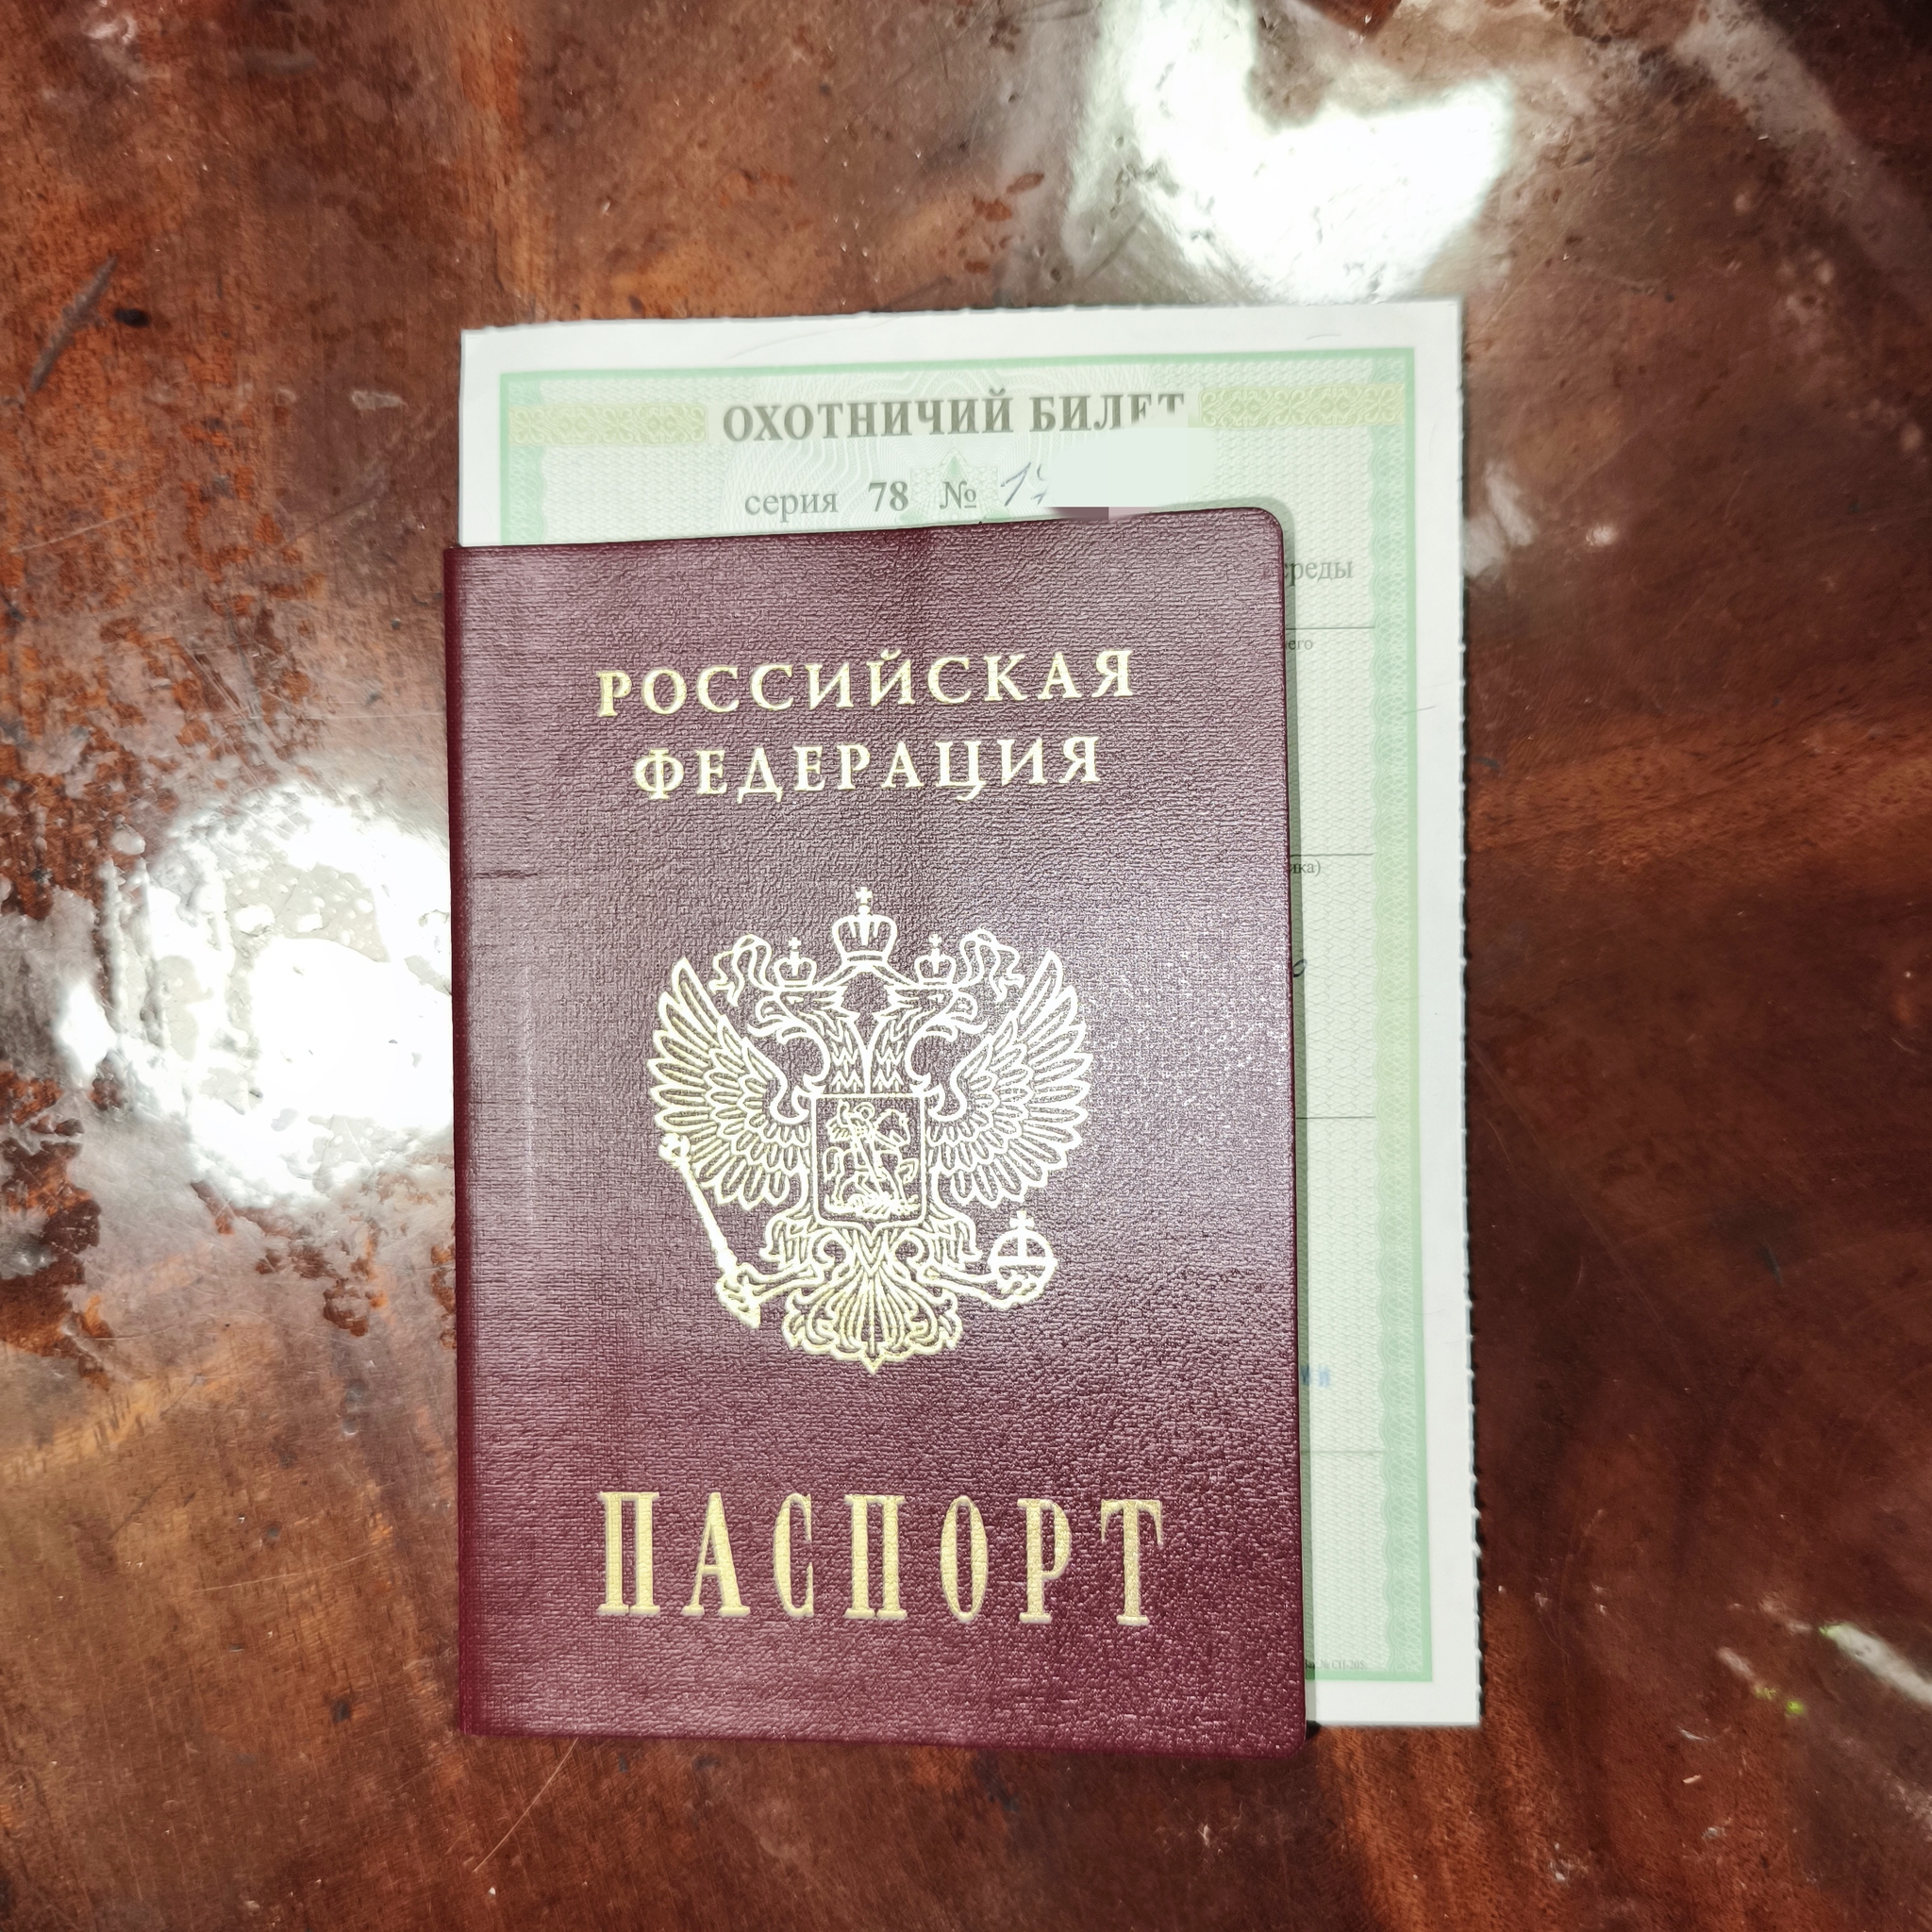 ОХОТНИЧИЙ БИЛЕТ
серия 78 №
РОССИЙСКАЯ
ФЕДЕРАЦИЯ
ПАСПОРТ